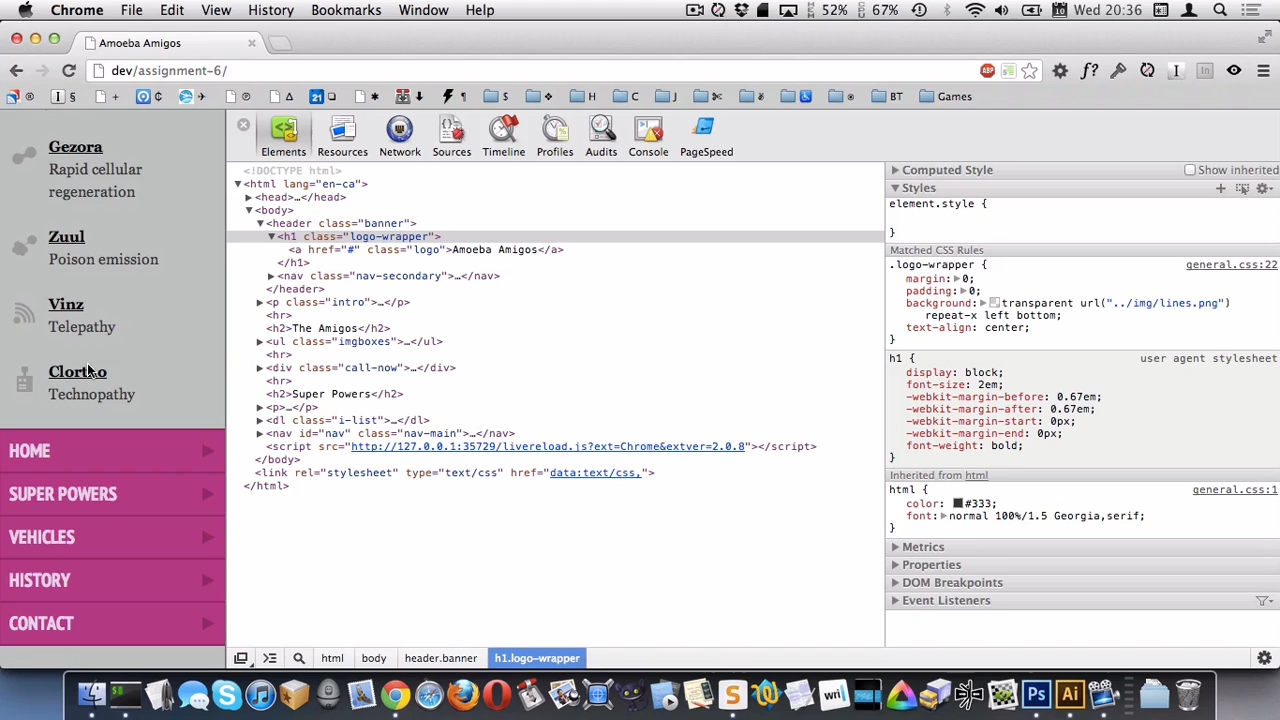 Chrome File Edit View History Bookmarks Window Help 52% 67% Wed 20:36
Amoeba Amigos
dev/assignment-6/
$ H C J BT Games
Gezora
Rapid cellular
regeneration
Zuul
Poison emission
Vinz
Telepathy
Technopathy
HOME
SUPER POWERS
VEHICLES
HISTORY
CONTACT
Elements Resources Network Sources Timeline Profiles Audits Console PageSpeed
<!DOCTYPE html>
▼<html lang="en-ca">
▶<head>…</head>
▼<body>
▼<header class="banner">
▼<h1 class="logo-wrapper">
<a href="#" class="logo">Amoeba Amigos</a>
</h1>
▶<nav class="nav-secondary">…</nav>
</header>
▶<p class="intro">…</p>
<hr>
<h2>The Amigos</h2>
▶<ul class="imgboxes">…</ul>
<hr>
▶<div class="call-now">…</div>
<hr>
<h2>Super Powers</h2>
▶<p>…</p>
▶<dl class="i-list">…</dl>
▶<nav id="nav" class="nav-main">…</nav>
<script src="http://127.0.0.1:35729/livereload.js?ext=Chrome&extver=2.0.8"></script>
</body>
<link rel="stylesheet" type="text/css" href="data:text/css,">
</html>
html body header.banner h1.logo-wrapper
▶Computed Style Show inherited
▼Styles
element.style {
}
Matched CSS Rules
.logo-wrapper { general.css:22
margin:▶0;
padding:▶0;
background:▶transparent url("../img/lines.png")
repeat-x left bottom;
text-align: center;
}
h1 { user agent stylesheet
display: block;
font-size: 2em;
-webkit-margin-before: 0.67em;
-webkit-margin-after: 0.67em;
-webkit-margin-start: 0px;
-webkit-margin-end: 0px;
font-weight: bold;
}
Inherited from html
html { general.css:1
color: #333;
font:▶normal 100%/1.5 Georgia,serif;
}
▶Metrics
▶Properties
▶DOM Breakpoints
▶Event Listeners